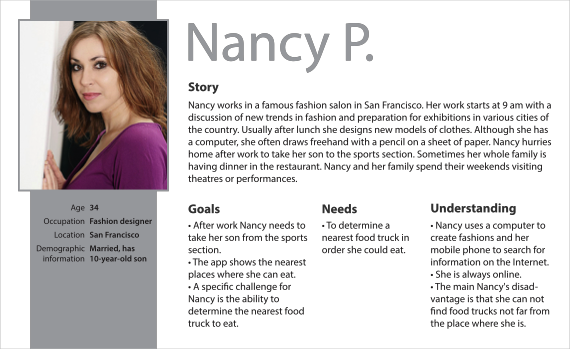 Nancy P.
Story
Nancy works in a famous fashion salon in San Francisco. Her work starts at 9 am with a
discussion of new trends in fashion and preparation for exhibitions in various cities of
the country. Usually after lunch she designs new models of clothes. Although she has
a computer, she often draws freehand with a pencil on a sheet of paper. Nancy hurries
home after work to take her son to the sports section. Sometimes her whole family is
having dinner in the restaurant. Nancy and her family spend their weekends visiting
theatres or performances.
Age 34
Occupation Fashion designer
Location San Francisco
Demographic Married, has
information 10-year-old son
Goals
• After work Nancy needs to
take her son from the sports
section.
• The app shows the nearest
places where she can eat.
• A specific challenge for
Nancy is the ability to
determine the nearest food
truck to eat.
Needs
• To determine a
nearest food truck in
order she could eat.
Understanding
• Nancy uses a computer to
create fashions and her
mobile phone to search for
information on the Internet.
• She is always online.
• The main Nancy's disad-
vantage is that she can not
find food trucks not far from
the place where she is.